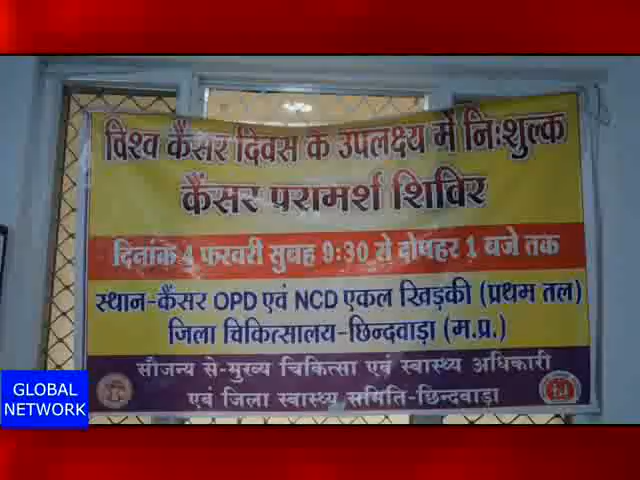 विश्व कैंसर दिवस के उपलक्ष्य में निःशुल्क
कैंसर परामर्श शिविर
दिनांक 4 फरवरी सुबह 9:30 से दोपहर 1 बजे तक
स्थान-कैंसर OPD एवं NCD एकल खिड़की (प्रथम तल)
जिला चिकित्सालय-छिन्दवाड़ा (म.प्र.)
सौजन्य से-मुख्य चिकित्सा एवं स्वास्थ्य अधिकारी
एवं जिला स्वास्थ्य समिति-छिन्दवाड़ा
GLOBAL
NETWORK